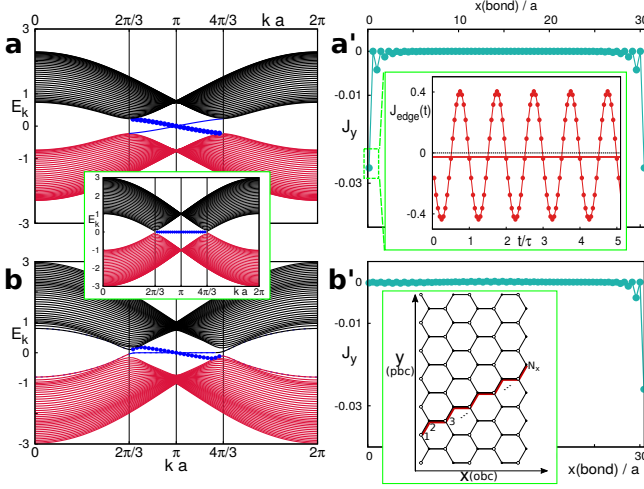 a
0 2π/3 π 4π/3 k a 2π
3
E_k
1
0
-1
-3
3
E_k
1
0
-1
-3
0 2π/3 π 4π/3 k a 2π
b
3
E_k
1
0
-1
-3
0 2π/3 π 4π/3 2π
k a
a'
0 10 20 30
x(bond) / a
0
-0.01
J_y
-0.03
0.4
J_edge(t)
0
-0.4
0 1 2 t/τ 3 4 5
b'
0
-0.01
J_y
-0.03
0 x(bond) / a 30
y
(pbc)
N_x
1 2 3
x(obc)